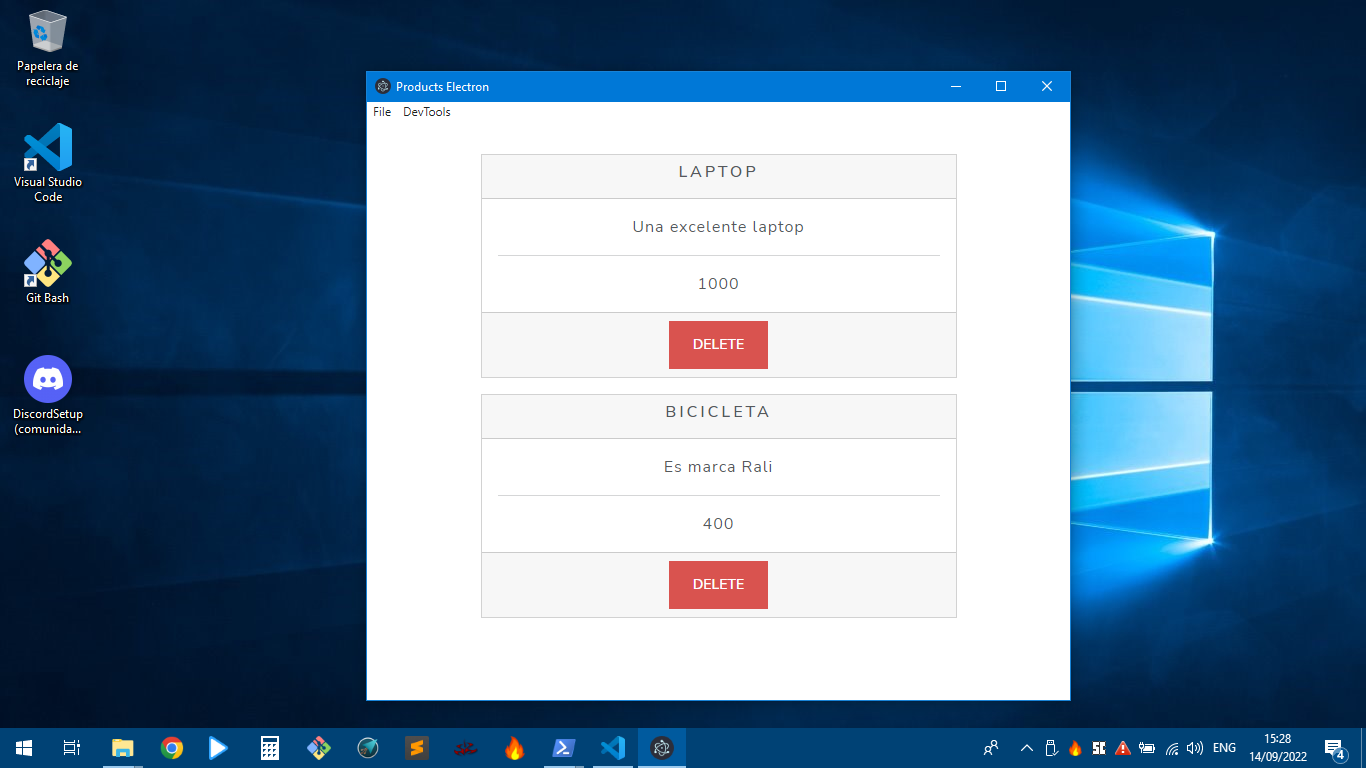 Papelera de
reciclaje
Visual Studio
Code
Git Bash
DiscordSetup
(comunida...
Products Electron
File DevTools
LAPTOP
Una excelente laptop
1000
DELETE
BICICLETA
Es marca Rali
400
DELETE
ENG
15:28
14/09/2022
4